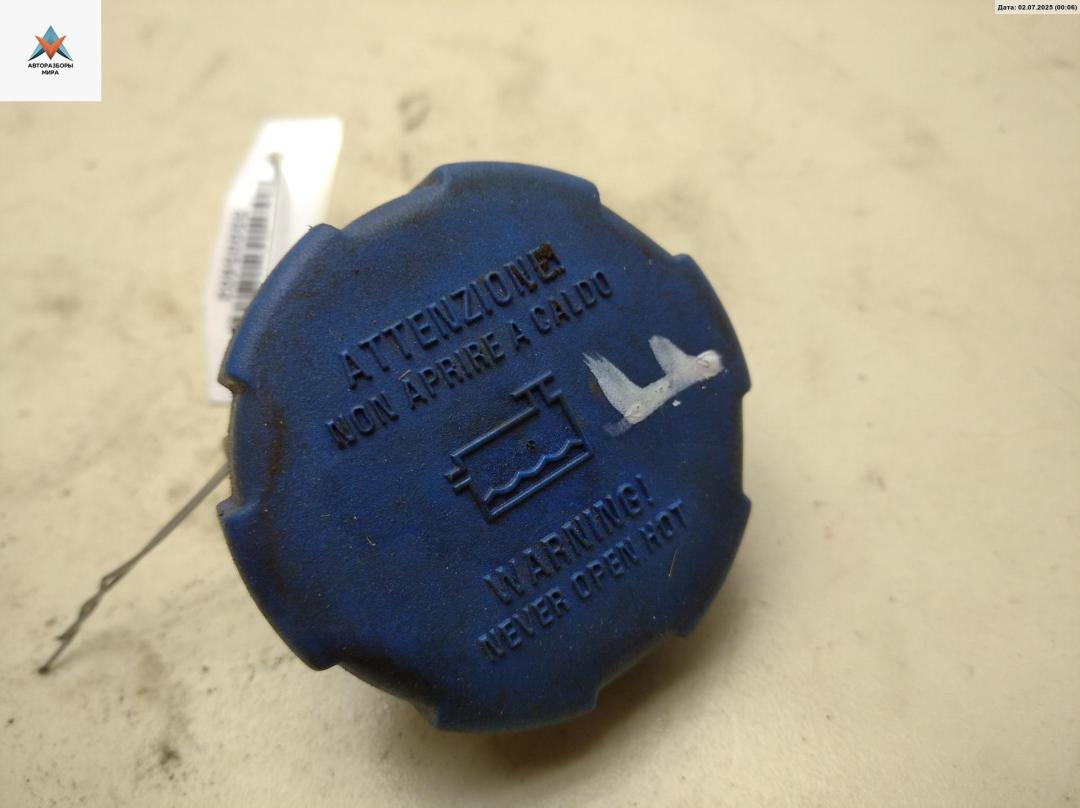 Дата: 02.07.2025 (00:06)
АВТОРАЗБОРЫ
МИРА
ATTENZIONE!
NON APRIRE A CALDO
WARNING!
NEVER OPEN HOT